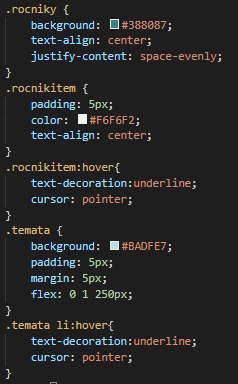 .rocniky {
background: #388087;
text-align: center;
justify-content: space-evenly;
}
.rocnikitem {
padding: 5px;
color: #F6F6F2;
text-align: center;
}
.rocnikitem:hover{
text-decoration:underline;
cursor: pointer;
}
.temata {
background: #BADFE7;
padding: 5px;
margin: 5px;
flex: 0 1 250px;
}
.temata li:hover{
text-decoration:underline;
cursor: pointer;
}